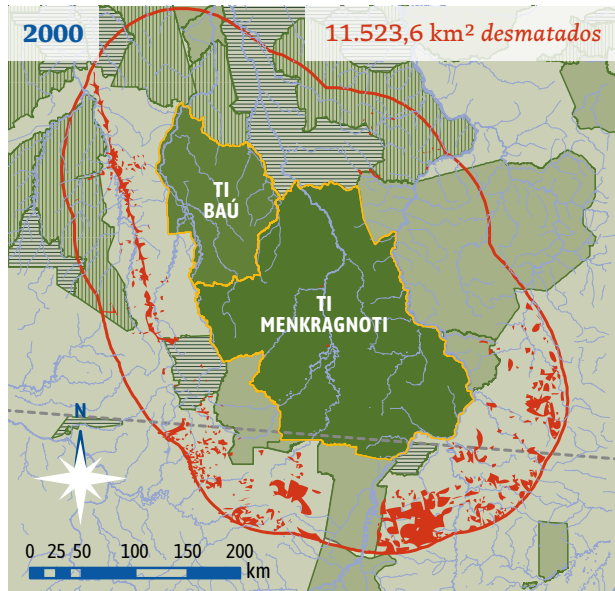 2000
11.523,6 km² desmatados
TI
BAÚ
TI
MENKRAGNOTI
N
0 25 50 100 150 200
km